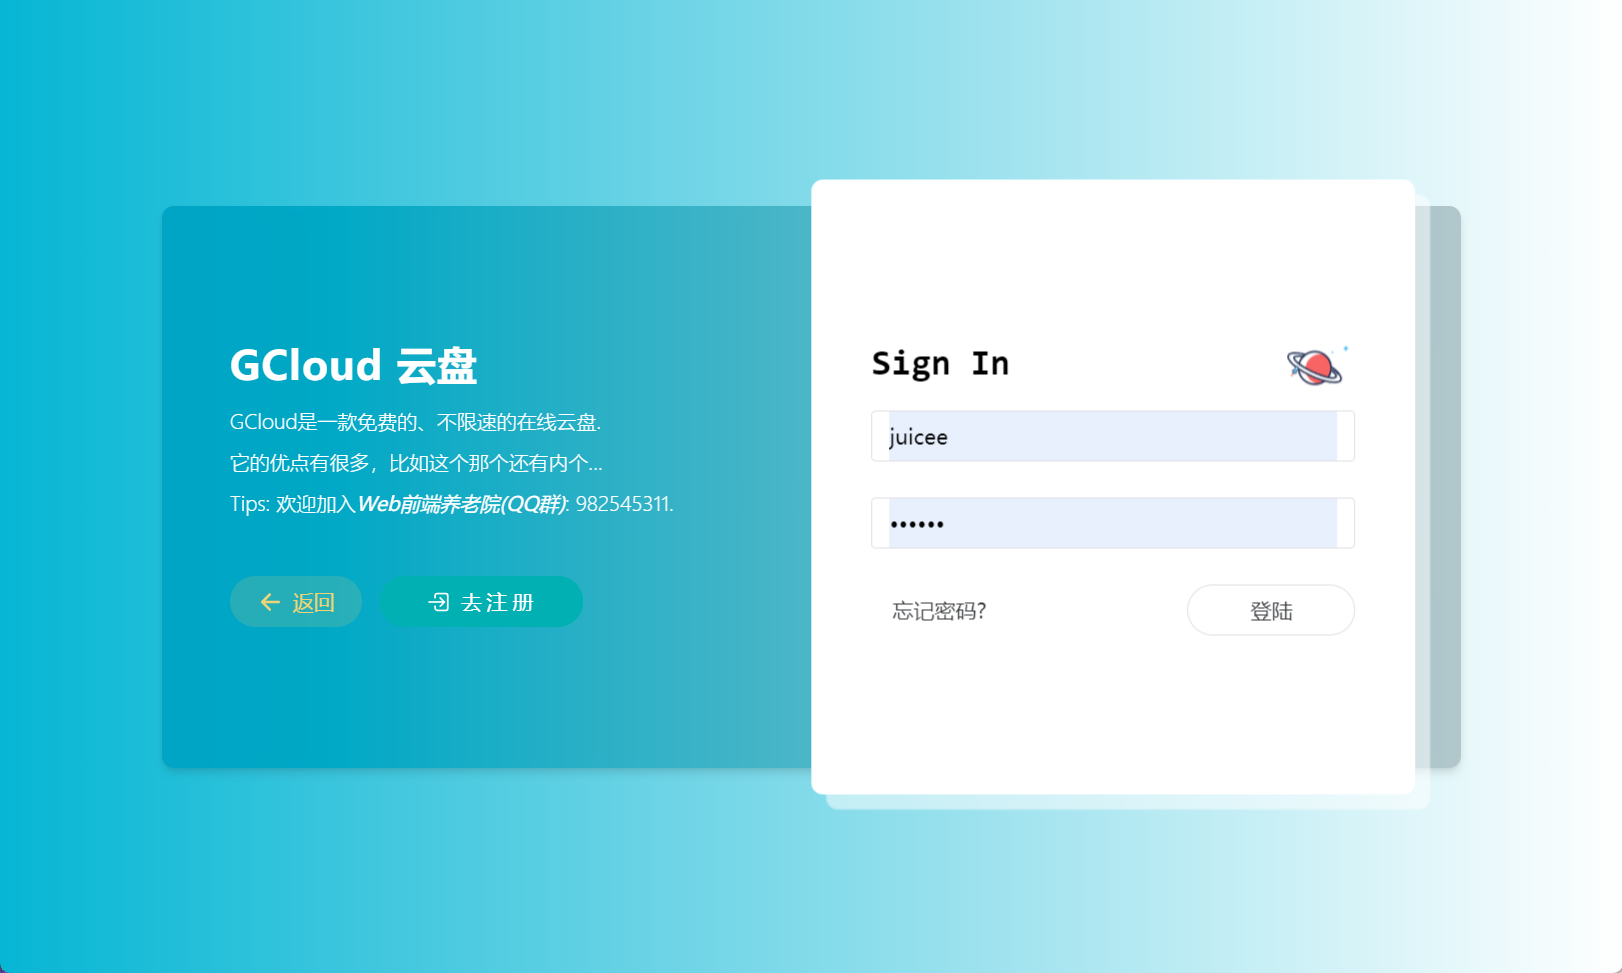 GCloud 云盘
GCloud是一款免费的、不限速的在线云盘.
它的优点有很多，比如这个那个还有内个...
Tips: 欢迎加入Web前端养老院(QQ群): 982545311.
返回
去注册
Sign In
juicee
••••••
忘记密码?
登陆